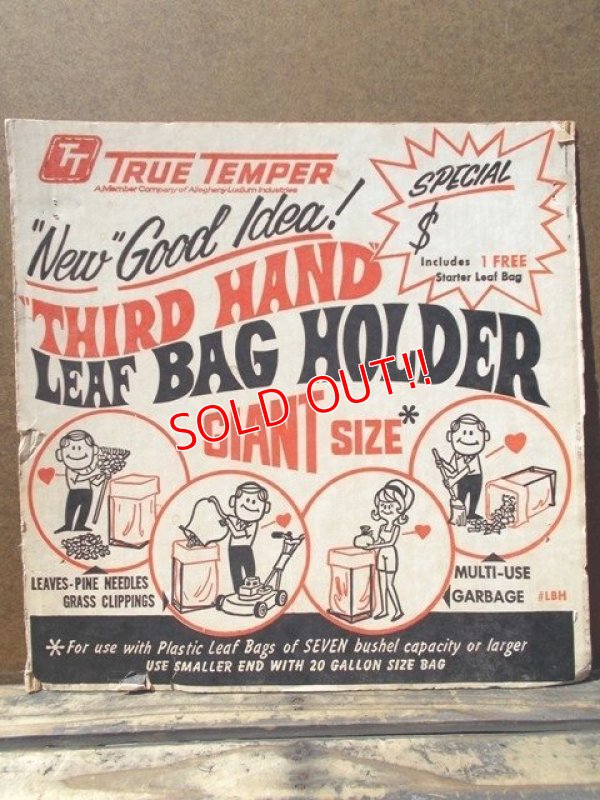 TT TRUE TEMPER
A Member Company of Allegheny Ludlum Industries
"New" Good Idea!
SPECIAL
$
Includes 1 FREE
Starter Leaf Bag
"THIRD HAND"
LEAF BAG HOLDER
SOLD OUT!!
GIANT SIZE*
LEAVES-PINE NEEDLES
GRASS CLIPPINGS
MULTI-USE
GARBAGE #LBH
*For use with Plastic Leaf Bags of SEVEN bushel capacity or larger
USE SMALLER END WITH 20 GALLON SIZE BAG